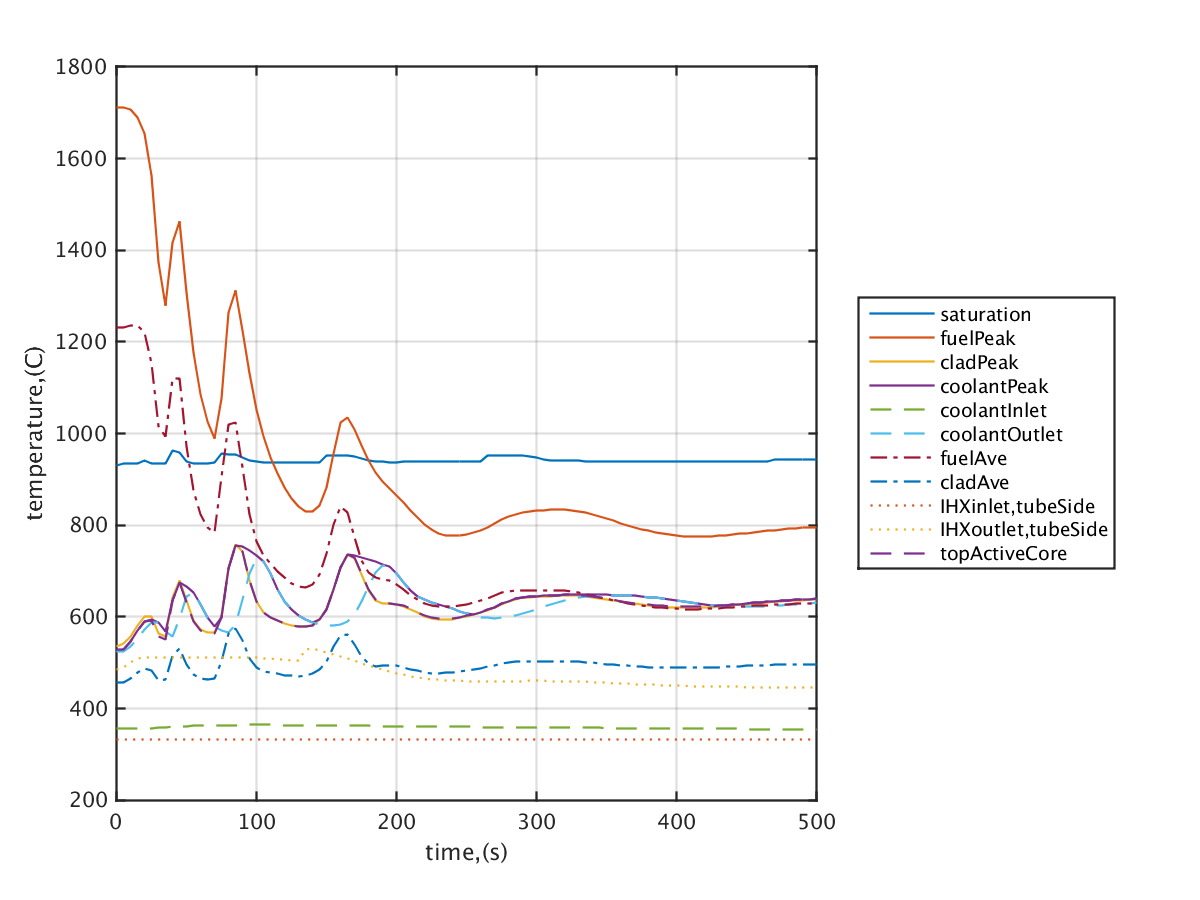 1800
1600
1400
1200
1000
800
600
400
200
0
100
200
300
400
500
temperature,(C)
time,(s)
saturation
fuelPeak
cladPeak
coolantPeak
coolantInlet
coolantOutlet
fuelAve
cladAve
IHXinlet,tubeSide
IHXoutlet,tubeSide
topActiveCore